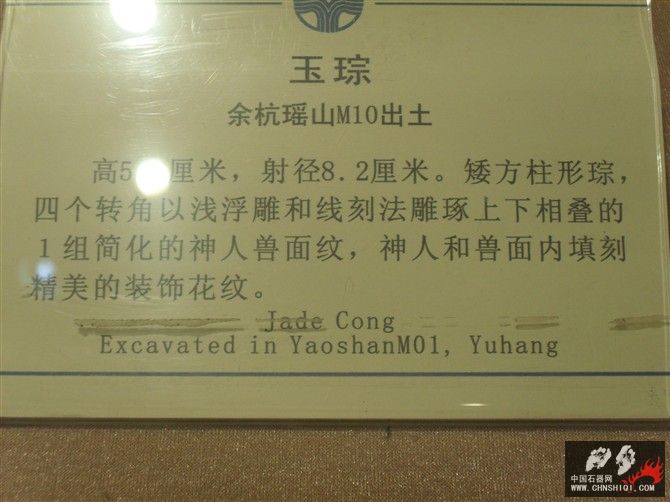 玉琮
余杭瑶山M10出土
高5 厘米，射径8.2厘米。矮方柱形琮，
四个转角以浅浮雕和线刻法雕琢上下相叠的
1组简化的神人兽面纹，神人和兽面内填刻
精美的装饰花纹。
Jade Cong
Excavated in YaoshanM01, Yuhang
中国石器网
WWW.CHNSHIQI.COM